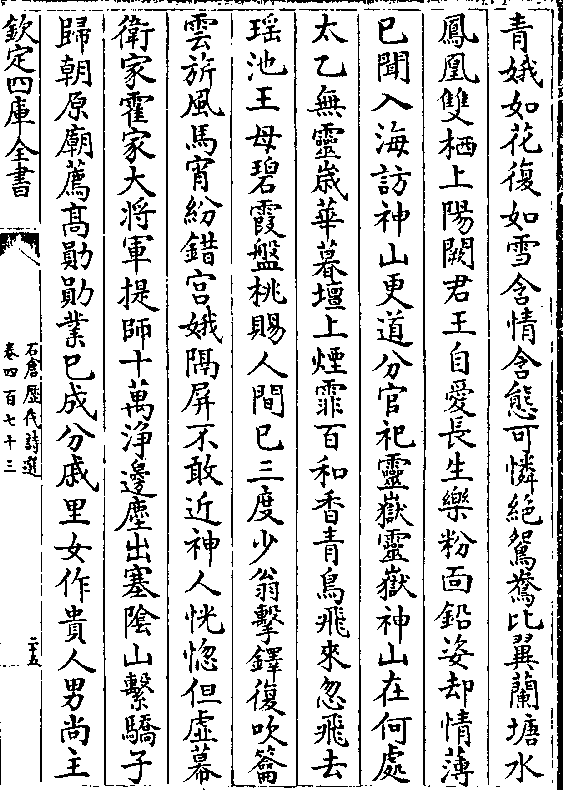 青娥如花復如雪含情含態可憐絕鴛鴦比翼蘭塘水
鳳凰雙栖上陽闕君王自愛長生樂粉面鉛姿却情薄
已聞入海訪神山更道分官祀靈嶽靈嶽神山在何處
太乙無靈歳華暮壇上煙霏百和香青鳥飛來忽飛去
瑶池王母碧霞盤桃賜人間已三度少翁擊鐸復吹籥
雲旂風馬宵紛錯宫娥隔屏不敢近神人恍惚但虚幕
衛家霍家大将軍提師十萬浄邊塵出塞陰山繫驕子
歸朝原廟薦髙勛勛業已成分戚里女作貴人男尚主
欽定四庫全書
石倉歴代詩選
卷四百七十三
二十五